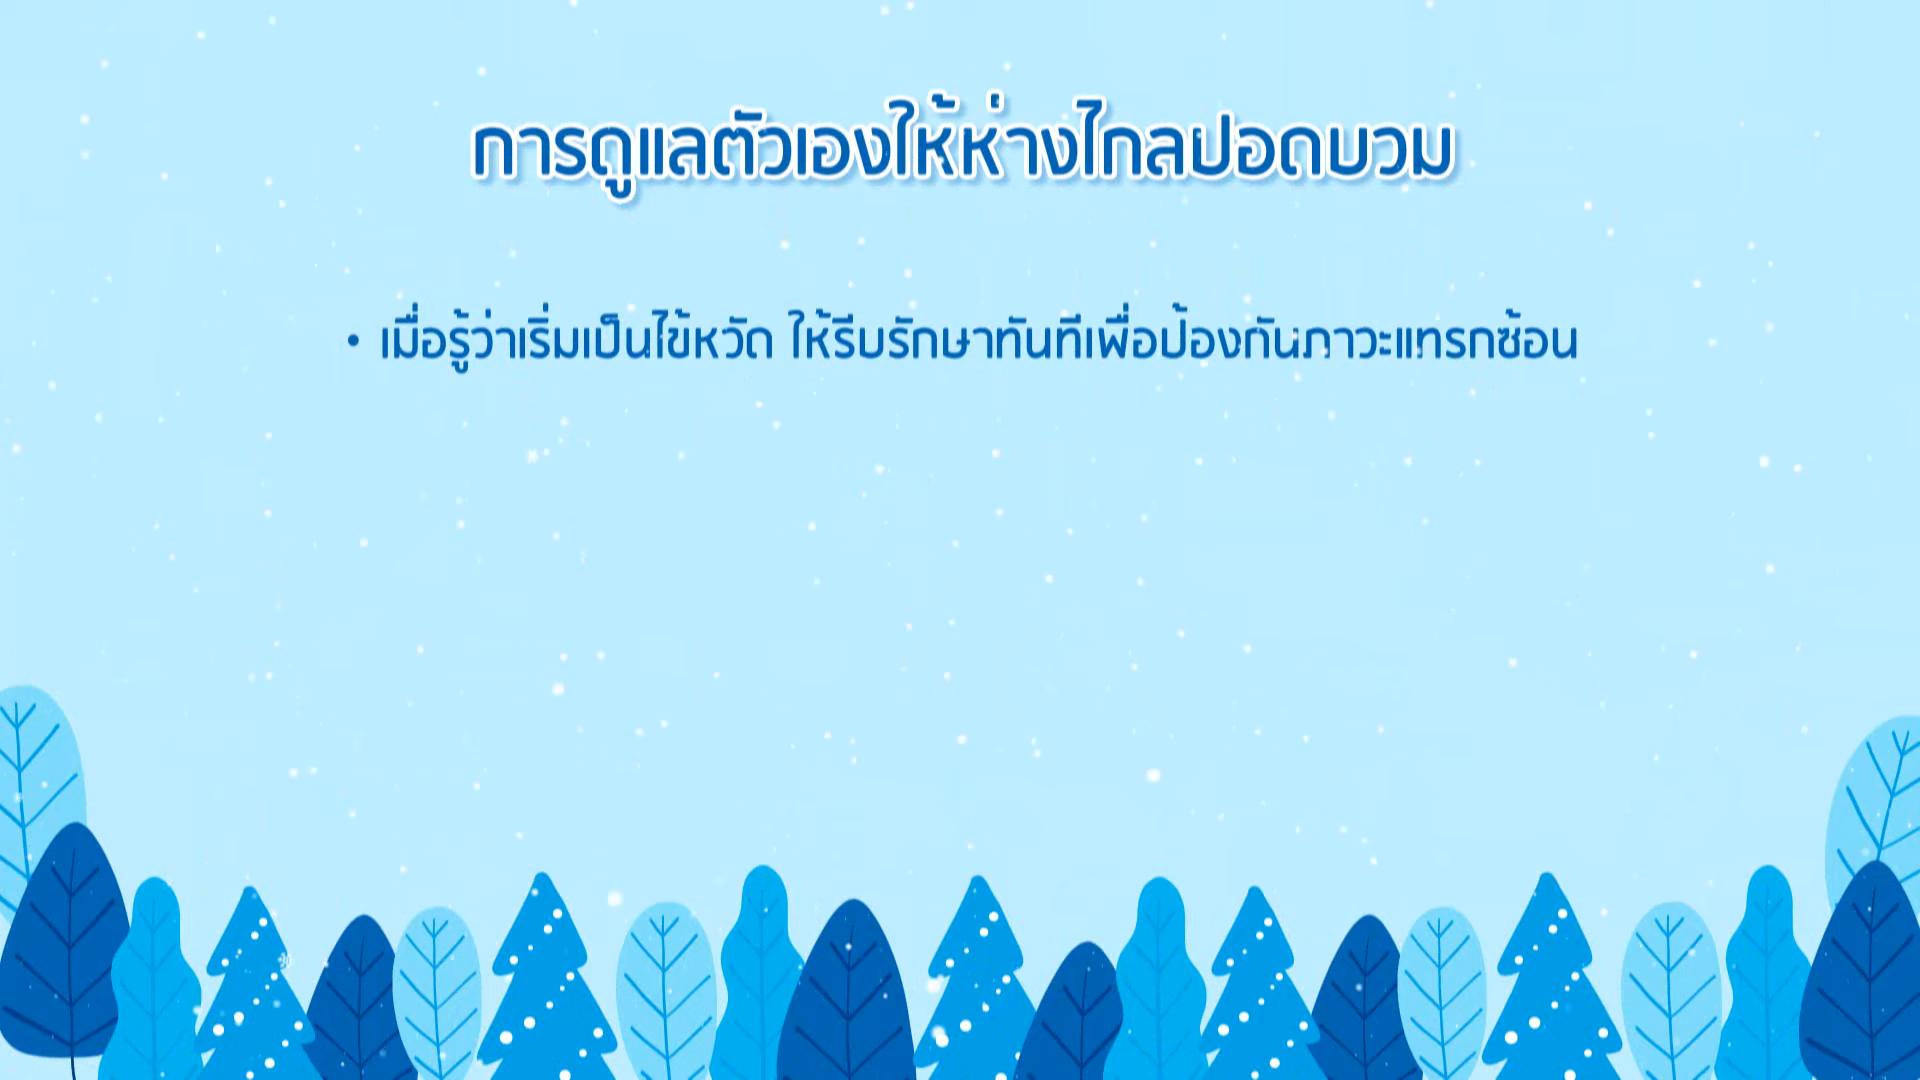 การดูแลตัวเองให้ห่างไกลปอดบวม
• เมื่อรู้ว่าเริ่มเป็นไข้หวัด ให้รีบรักษาทันทีเพื่อป้องกันภาวะแทรกซ้อน